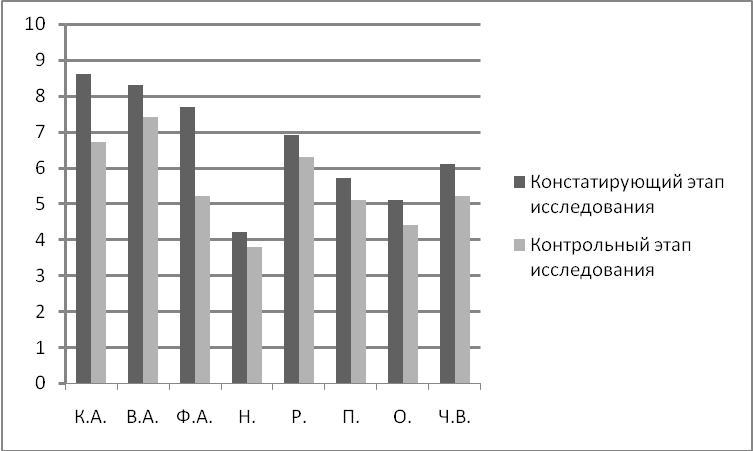 10
9
8
7
6
5
4
3
2
1
0
К.А. В.А. Ф.А. Н. Р. П. О. Ч.В.
Констатирующий этап
исследования
Контрольный этап
исследования